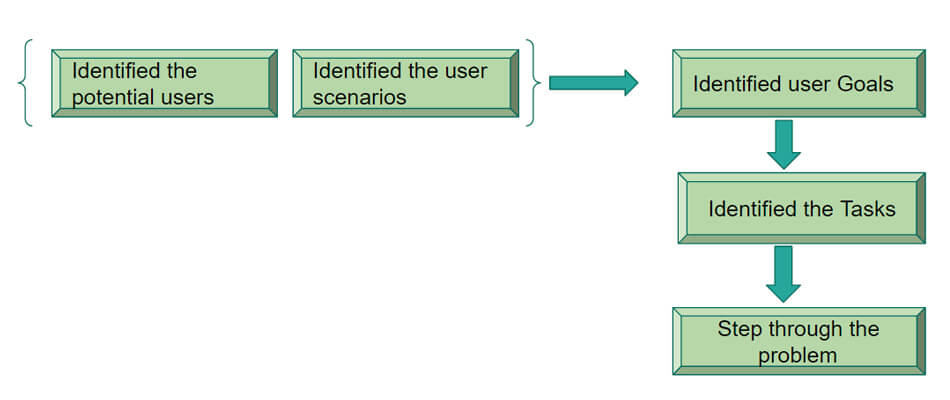 Identified the
potential users
Identified the user
scenarios
Identified user Goals
Identified the Tasks
Step through the
problem